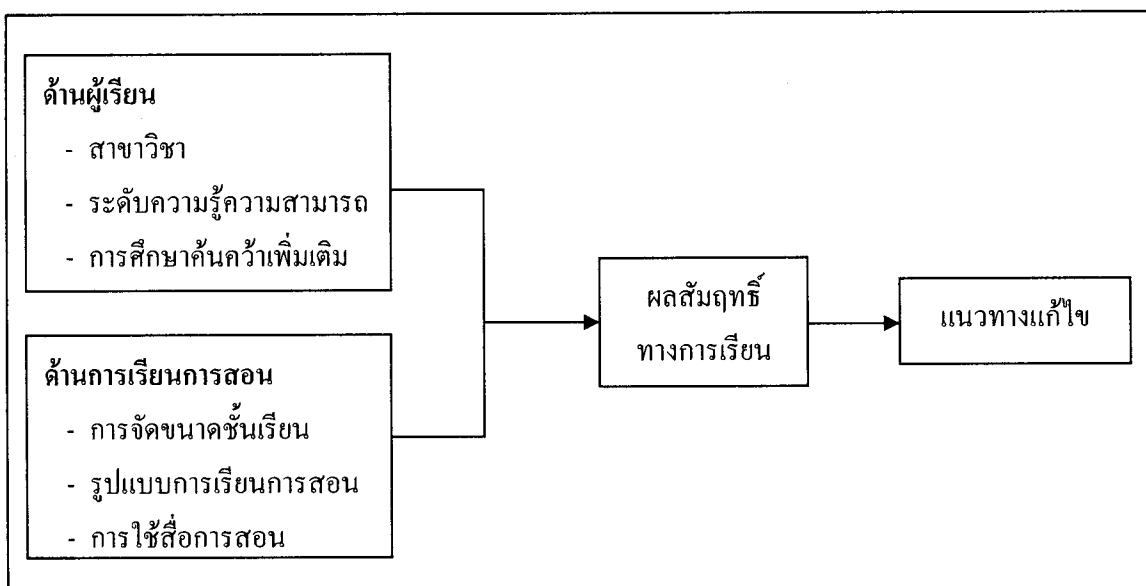 ด้านผู้เรียน
- สาขาวิชา
- ระดับความรู้ความสามารถ
- การศึกษาค้นคว้าเพิ่มเติม
ด้านการเรียนการสอน
- การจัดขนาดชั้นเรียน
- รูปแบบการเรียนการสอน
- การใช้สื่อการสอน
ผลสัมฤทธิ์
ทางการเรียน
แนวทางแก้ไข